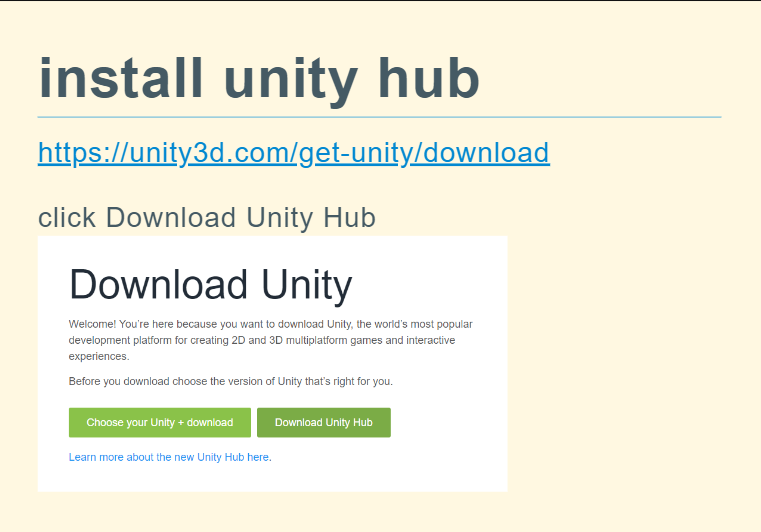 install unity hub
https://unity3d.com/get-unity/download
click Download Unity Hub
Download Unity
Welcome! You're here because you want to download Unity, the world's most popular
development platform for creating 2D and 3D multiplatform games and interactive
experiences.
Before you download choose the version of Unity that's right for you.
Choose your Unity + download Download Unity Hub
Learn more about the new Unity Hub here.